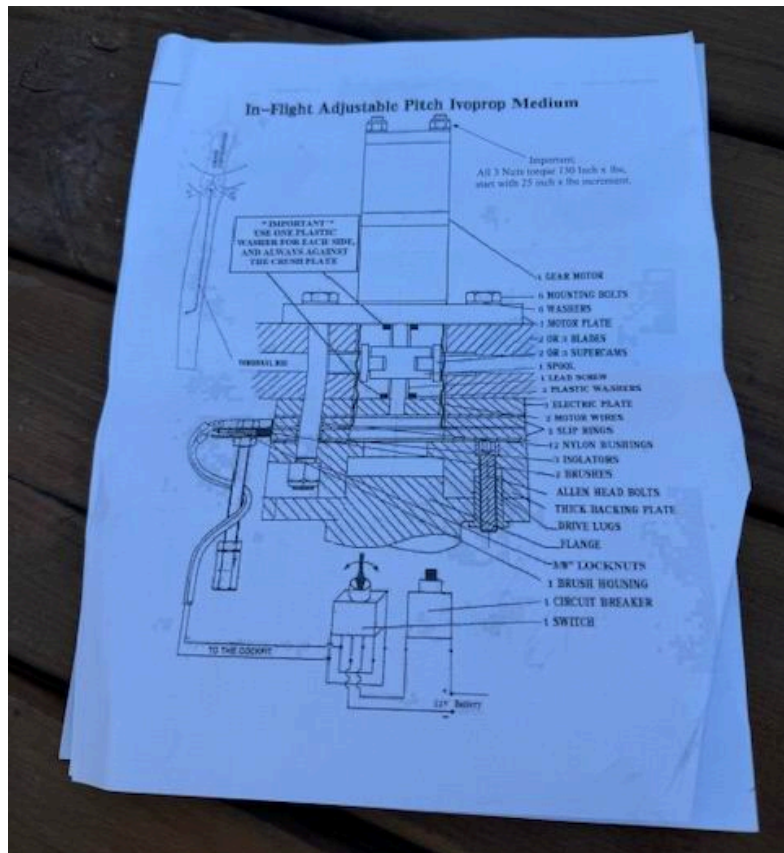 In-Flight Adjustable Pitch Ivoprop Medium
Important;
All 3 Nuts torque 130 Inch x lbs,
start with 25 inch x lbs increment.
" IMPORTANT "
USE ONE PLASTIC
WASHER FOR EACH SIDE,
AND ALWAYS AGAINST
THE CRUSH PLATE
1 GEAR MOTOR
6 MOUNTING BOLTS
6 WASHERS
1 MOTOR PLATE
2 OR 3 BLADES
2 OR 3 SUPERCAMS
1 SPOOL
1 LEAD SCREW
PLASTIC WASHERS
1 ELECTRIC PLATE
2 MOTOR WIRES
2 SLIP RINGS
12 NYLON BUSHINGS
3 ISOLATORS
2 BRUSHES
ALLEN HEAD BOLTS
THICK BACKING PLATE
DRIVE LUGS
FLANGE
3/8" LOCKNUTS
1 BRUSH HOUSING
1 CIRCUIT BREAKER
1 SWITCH
TO THE COCKPIT
12V Battery
+
-